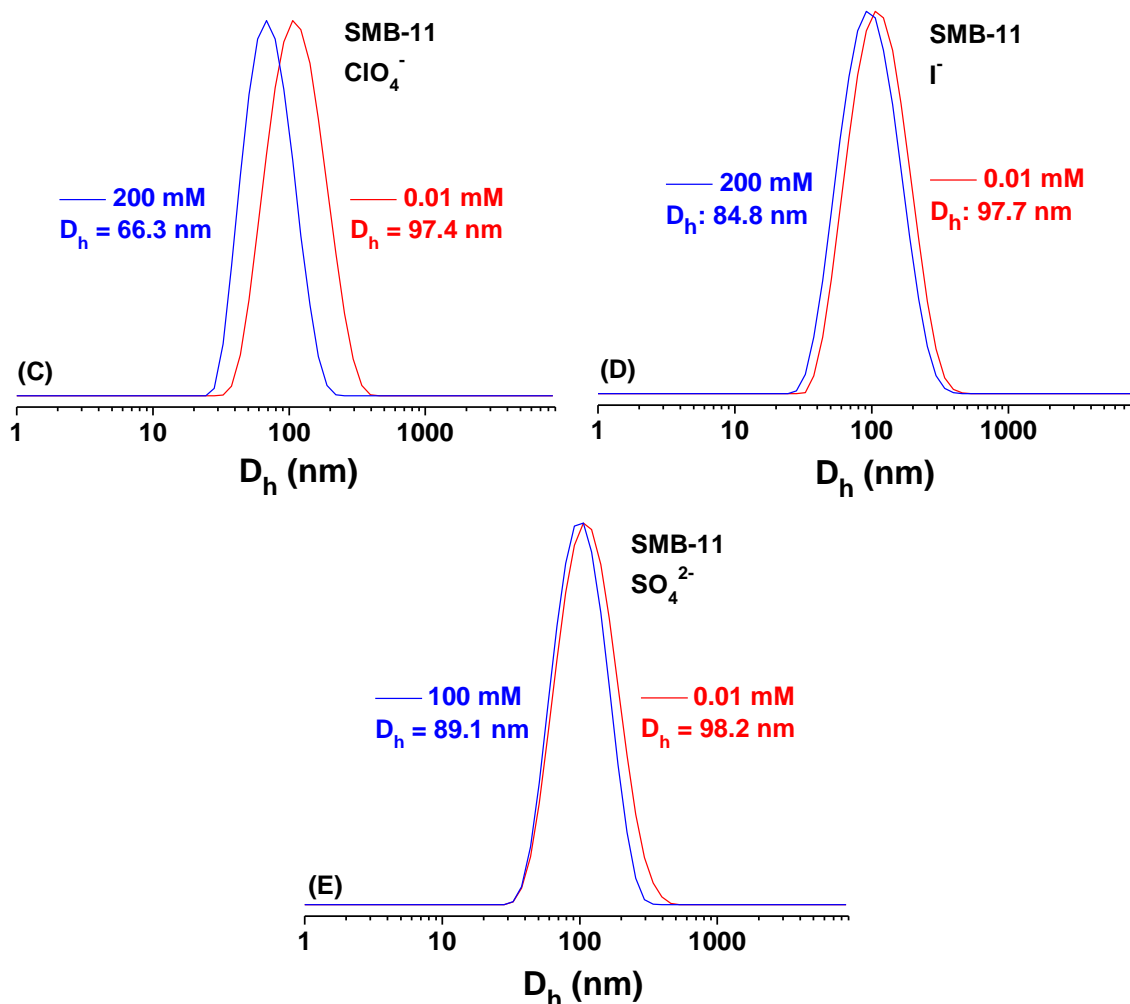 SMB-11
ClO₄⁻
200 mM
Dₕ = 66.3 nm
0.01 mM
Dₕ = 97.4 nm
(C)
1 10 100 1000
Dₕ (nm)
SMB-11
I⁻
200 mM
Dₕ: 84.8 nm
0.01 mM
Dₕ: 97.7 nm
(D)
1 10 100 1000
Dₕ (nm)
SMB-11
SO₄²⁻
100 mM
Dₕ = 89.1 nm
0.01 mM
Dₕ = 98.2 nm
(E)
1 10 100 1000
Dₕ (nm)